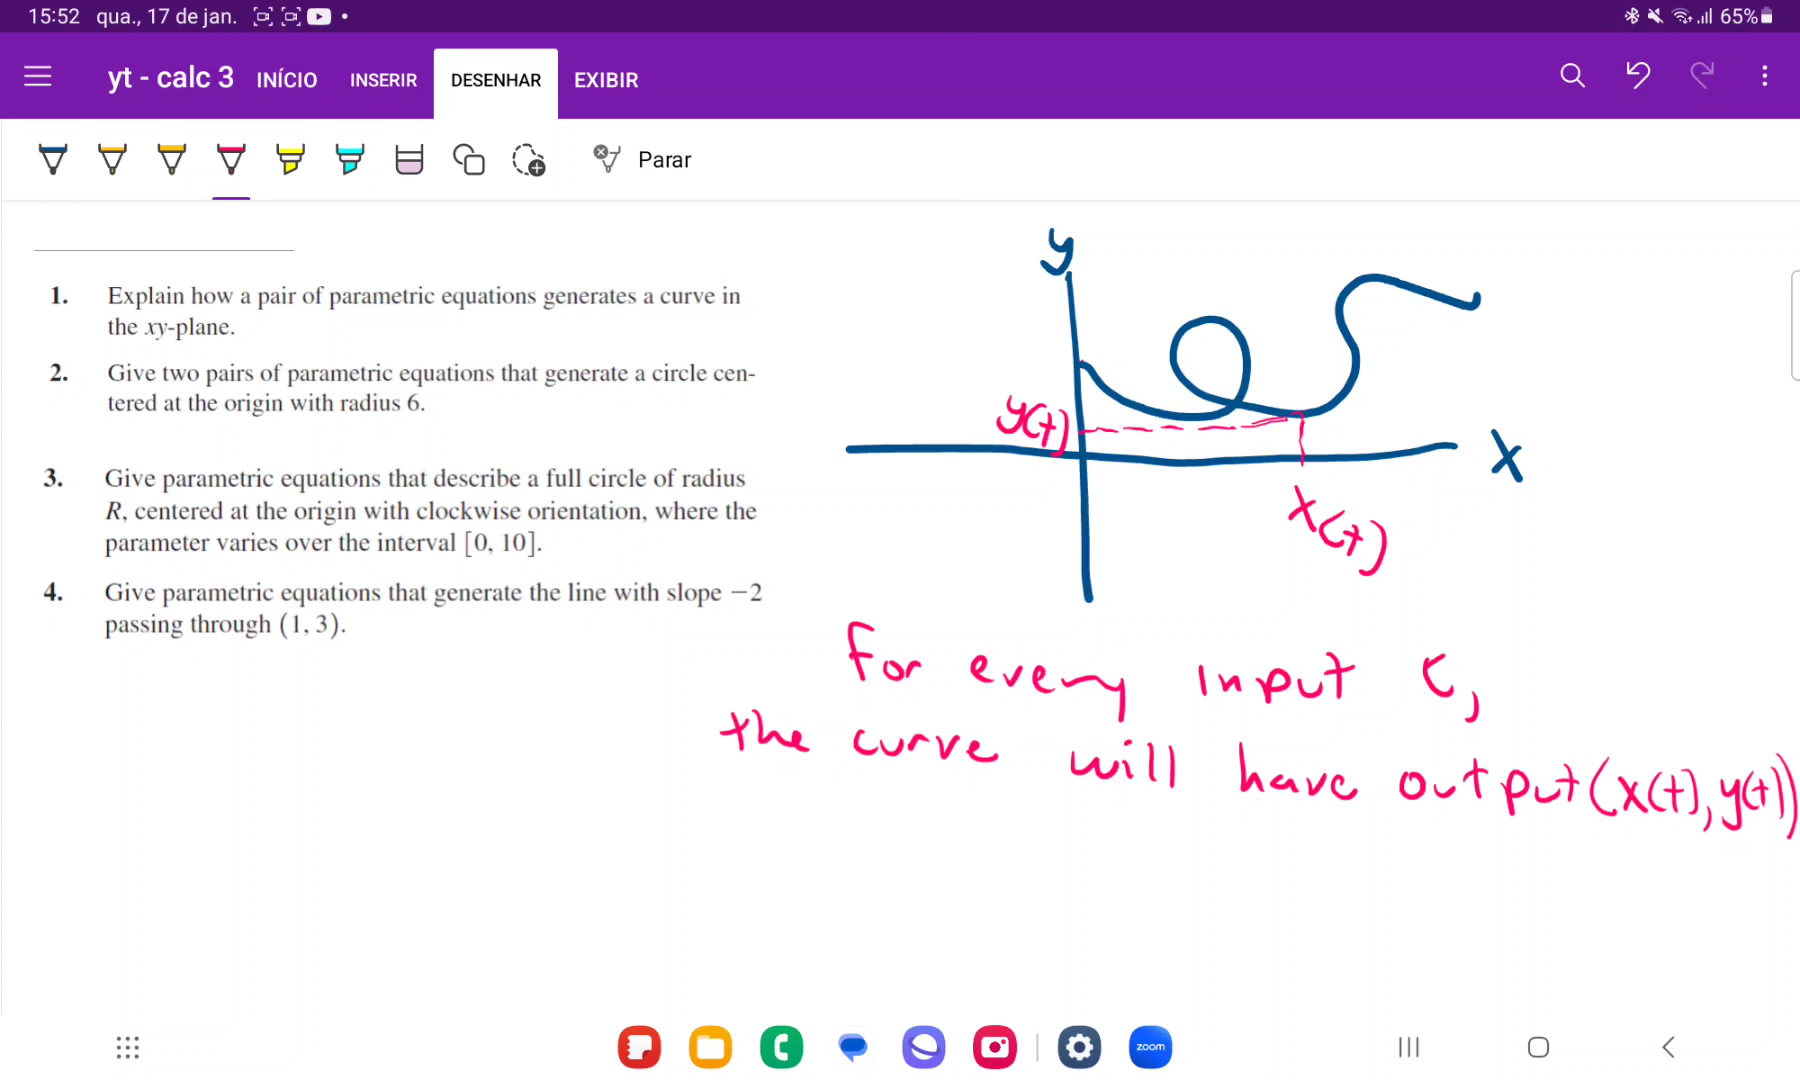 15:52 qua., 17 de jan. 65%
yt - calc 3 INÍCIO INSERIR DESENHAR EXIBIR
Parar
1. Explain how a pair of parametric equations generates a curve in
the xy-plane.
2. Give two pairs of parametric equations that generate a circle cen-
tered at the origin with radius 6.
3. Give parametric equations that describe a full circle of radius
R, centered at the origin with clockwise orientation, where the
parameter varies over the interval [0, 10].
4. Give parametric equations that generate the line with slope −2
passing through (1, 3).
y
y(t)
x
x(t)
For every input t,
the curve will have output (x(t), y(t))
zoom